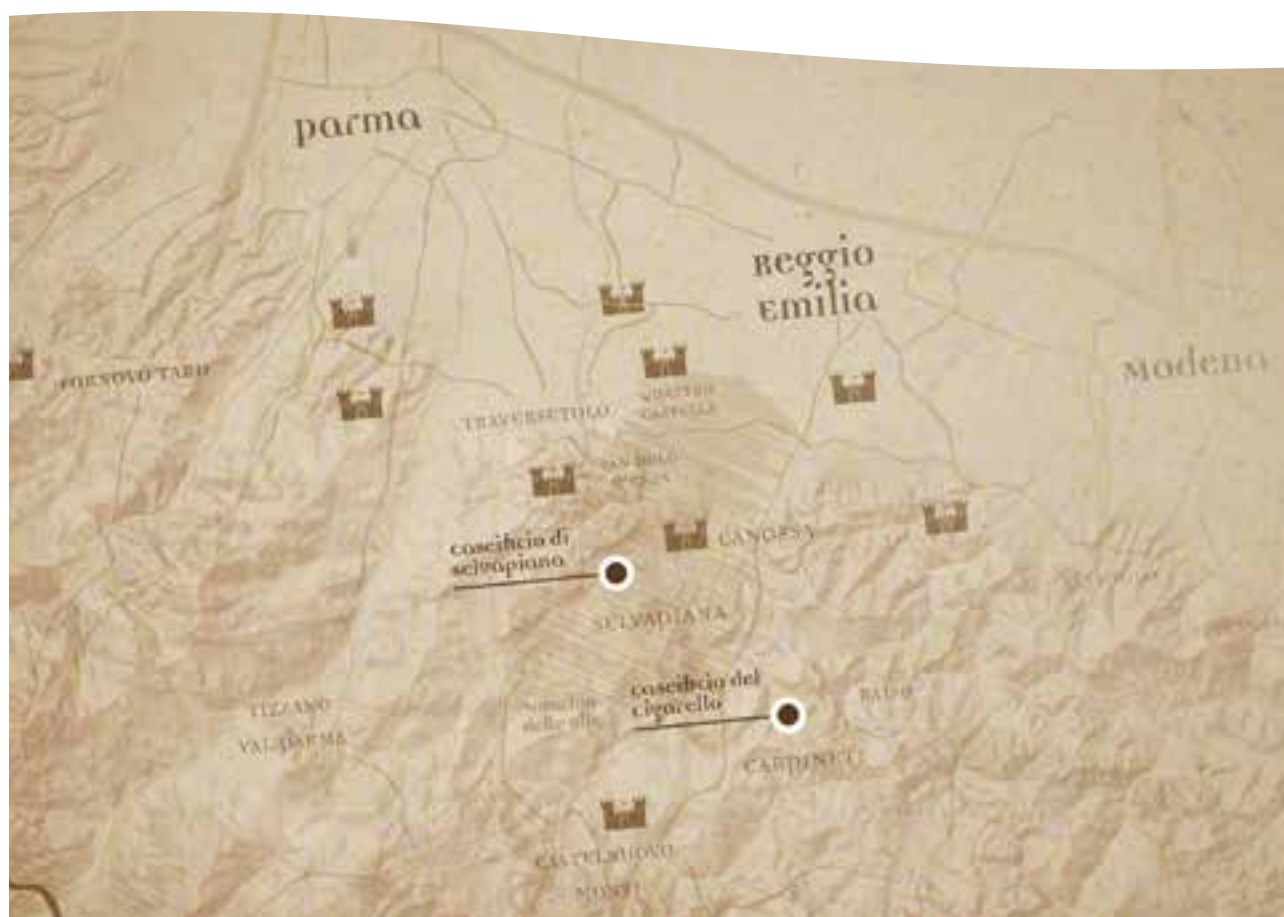 parma
Reggio
Emilia
Modena
FORNOVO TARO
TRAVERSETOLO
QUATTRO
CASTELLA
SAN POLO
CANOSSA
caseificio di
selvapiana
SELVAPIANA
caseificio del
cigarello
BAISO
TIZZANO
VAL PARMA
CARPINETI
CASTELNUOVO
MONTI